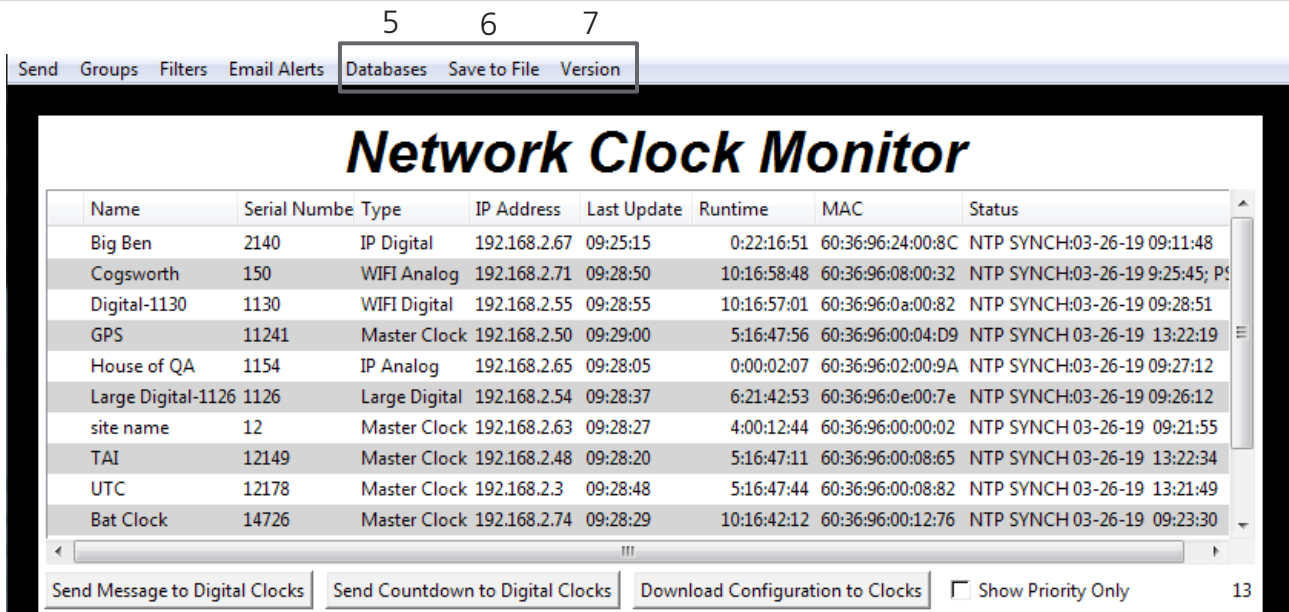 5 6 7
Send Groups Filters Email Alerts Databases Save to File Version
Network Clock Monitor
Name Serial Numbe Type IP Address Last Update Runtime MAC Status
Big Ben 2140 IP Digital 192.168.2.67 09:25:15 0:22:16:51 60:36:96:24:00:8C NTP SYNCH:03-26-19 09:11:48
Cogsworth 150 WIFI Analog 192.168.2.71 09:28:50 10:16:58:48 60:36:96:08:00:32 NTP SYNCH:03-26-19 9:25:45; PS
Digital-1130 1130 WIFI Digital 192.168.2.55 09:28:55 10:16:57:01 60:36:96:0a:00:82 NTP SYNCH:03-26-19 09:28:51
GPS 11241 Master Clock 192.168.2.50 09:29:00 5:16:47:56 60:36:96:00:04:D9 NTP SYNCH 03-26-19 13:22:19
House of QA 1154 IP Analog 192.168.2.65 09:28:05 0:00:02:07 60:36:96:02:00:9A NTP SYNCH:03-26-19 09:27:12
Large Digital-1126 1126 Large Digital 192.168.2.54 09:28:37 6:21:42:53 60:36:96:0e:00:7e NTP SYNCH:03-26-19 09:26:12
site name 12 Master Clock 192.168.2.63 09:28:27 4:00:12:44 60:36:96:00:00:02 NTP SYNCH 03-26-19 09:21:55
TAI 12149 Master Clock 192.168.2.48 09:28:20 5:16:47:11 60:36:96:00:08:65 NTP SYNCH 03-26-19 13:22:34
UTC 12178 Master Clock 192.168.2.3 09:28:48 5:16:47:44 60:36:96:00:08:82 NTP SYNCH 03-26-19 13:21:49
Bat Clock 14726 Master Clock 192.168.2.74 09:28:29 10:16:42:12 60:36:96:00:12:76 NTP SYNCH 03-26-19 09:23:30
Send Message to Digital Clocks Send Countdown to Digital Clocks Download Configuration to Clocks Show Priority Only 13